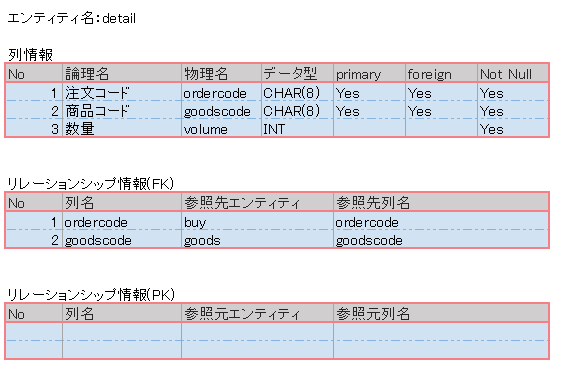 エンティティ名：detail
列情報
No 論理名 物理名 データ型 primary foreign Not Null
1 注文コード ordercode CHAR(8) Yes Yes Yes
2 商品コード goodscode CHAR(8) Yes Yes Yes
3 数量 volume INT Yes
リレーションシップ情報(FK)
No 列名 参照先エンティティ 参照先列名
1 ordercode buy ordercode
2 goodscode goods goodscode
リレーションシップ情報(PK)
No 列名 参照元エンティティ 参照元列名